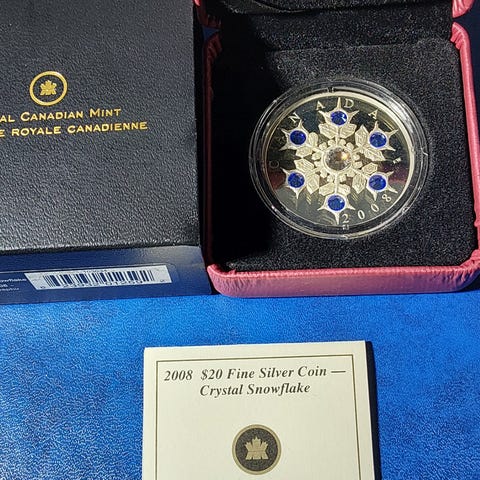 AL CANADIAN MINT
E ROYALE CANADIENNE
CANADA
2008
2008 $20 Fine Silver Coin —
Crystal Snowflake